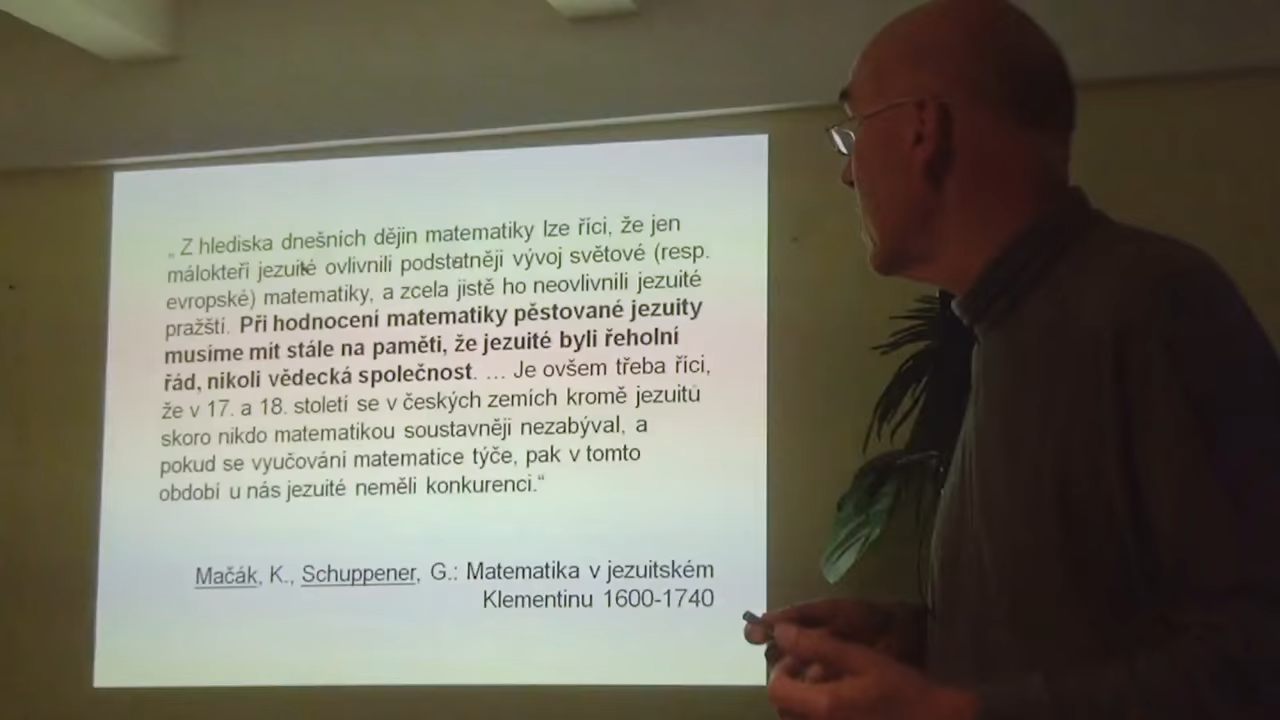 „ Z hlediska dnešních dějin matematiky lze říci, že jen
málokteří jezuité ovlivnili podstatněji vývoj světové (resp.
evropské) matematiky, a zcela jistě ho neovlivnili jezuité
pražští. Při hodnocení matematiky pěstované jezuity
musíme mít stále na paměti, že jezuité byli řeholní
řád, nikoli vědecká společnost. … Je ovšem třeba říci,
že v 17. a 18. století se v českých zemích kromě jezuitů
skoro nikdo matematikou soustavněji nezabýval, a
pokud se vyučování matematice týče, pak v tomto
období u nás jezuité neměli konkurenci.“
Mačák, K., Schuppener, G.: Matematika v jezuitském
Klementinu 1600-1740